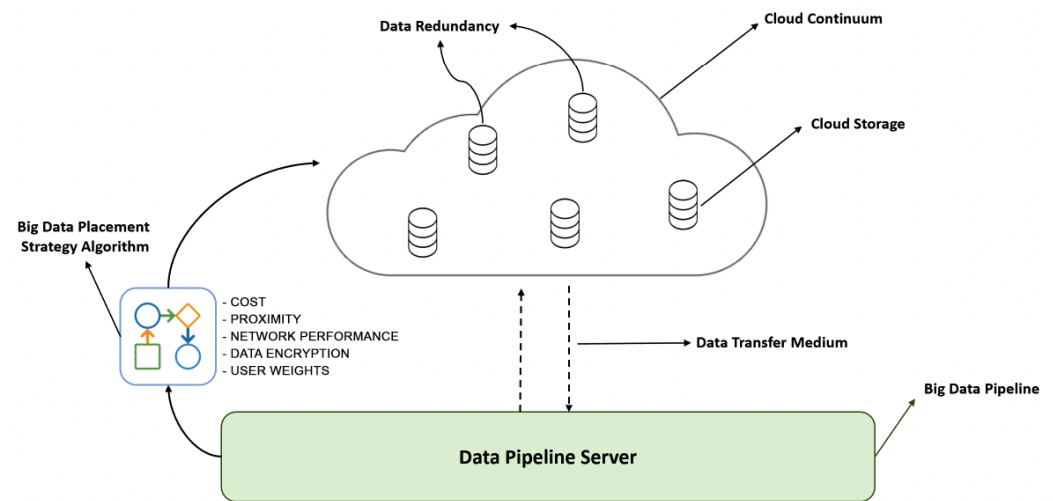 Data Redundancy
Cloud Continuum
Cloud Storage
Big Data Placement
Strategy Algorithm
- COST
- PROXIMITY
- NETWORK PERFORMANCE
- DATA ENCRYPTION
- USER WEIGHTS
Data Transfer Medium
Big Data Pipeline
Data Pipeline Server